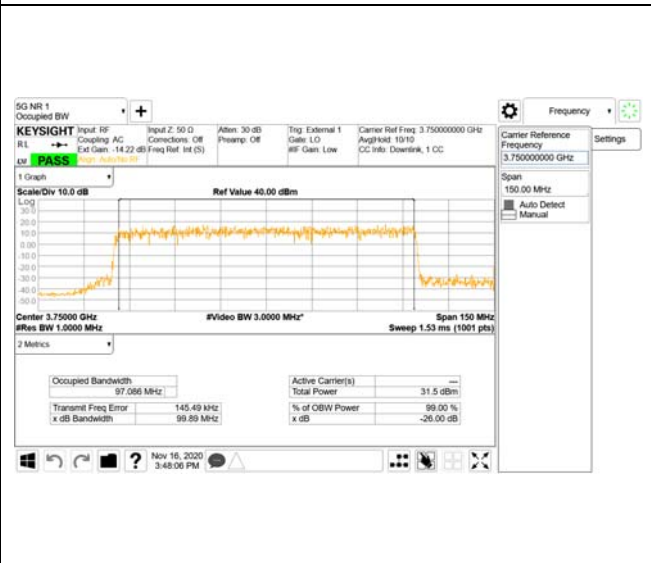 5G NR 1
Occupied BW
+
Frequency
KEYSIGHT
R L
PASS
Input: RF
Coupling: AC
Ext Gain: -14.22 dB
Align: Auto/No RF
Input Z: 50 Ω
Corrections: Off
Freq Ref: Int (S)
Atten: 30 dB
Preamp: Off
Trig: External 1
Gate: LO
#IF Gain: Low
Carrier Ref Freq: 3.750000000 GHz
Avg|Hold: 10/10
CC Info: Downlink, 1 CC
Carrier Reference
Frequency
3.750000000 GHz
Settings
Span
150.00 MHz
Auto Detect
Manual
1 Graph
Scale/Div 10.0 dB
Ref Value 40.00 dBm
Log
30.0
20.0
10.0
0.00
-10.0
-20.0
-30.0
-40.0
-50.0
Center 3.75000 GHz
#Video BW 3.0000 MHz*
Span 150 MHz
#Res BW 1.0000 MHz
Sweep 1.53 ms (1001 pts)
2 Metrics
Occupied Bandwidth
97.086 MHz
Active Carrier(s) ---
Total Power 31.5 dBm
Transmit Freq Error 145.49 kHz
x dB Bandwidth 99.89 MHz
% of OBW Power 99.00 %
x dB -26.00 dB
?
Nov 16, 2020
3:48:06 PM